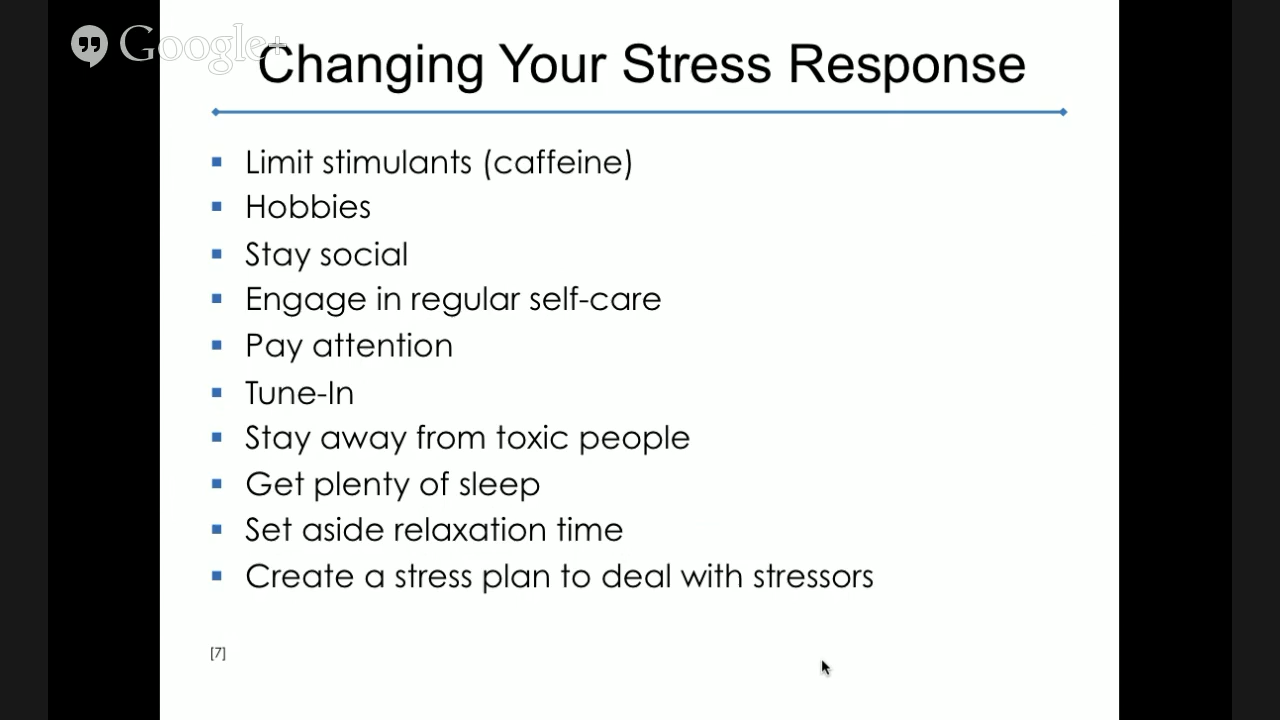 Google+
Changing Your Stress Response
Limit stimulants (caffeine)
Hobbies
Stay social
Engage in regular self-care
Pay attention
Tune-In
Stay away from toxic people
Get plenty of sleep
Set aside relaxation time
Create a stress plan to deal with stressors
[7]